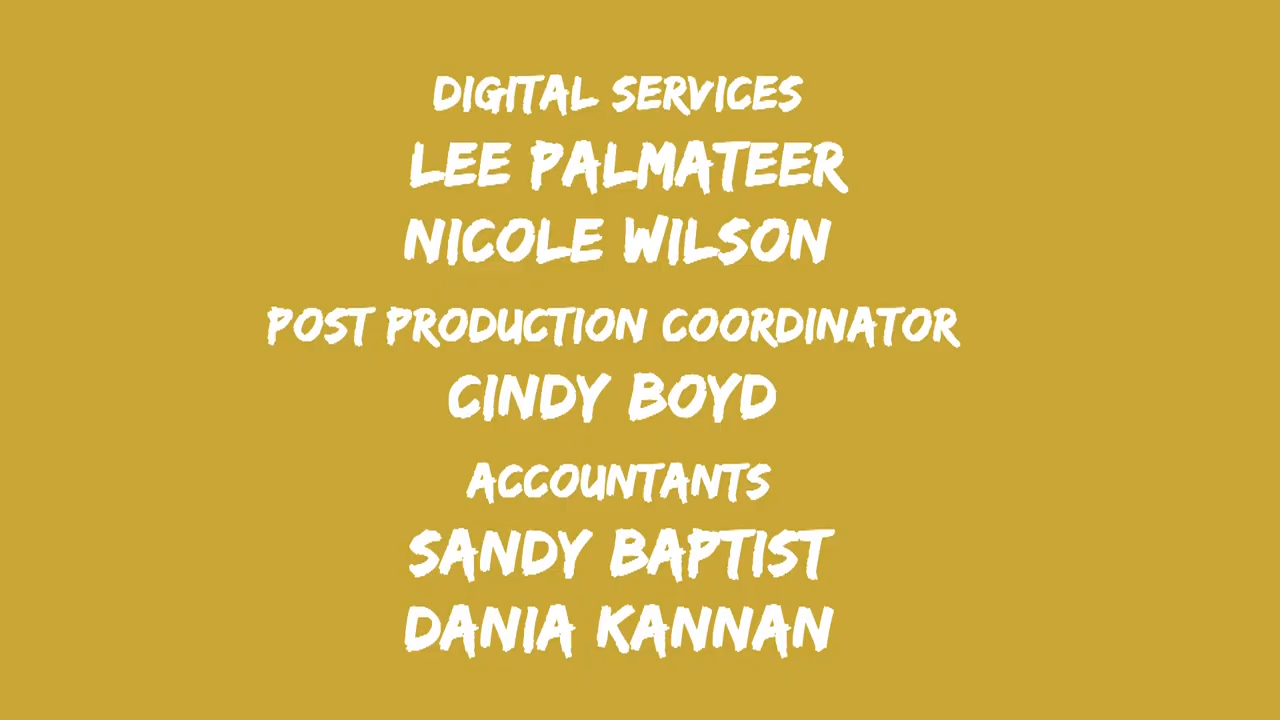 DIGITAL SERVICES
LEE PALMATEER
NICOLE WILSON
POST PRODUCTION COORDINATOR
CINDY BOYD
ACCOUNTANTS
SANDY BAPTIST
DANIA KANNAN